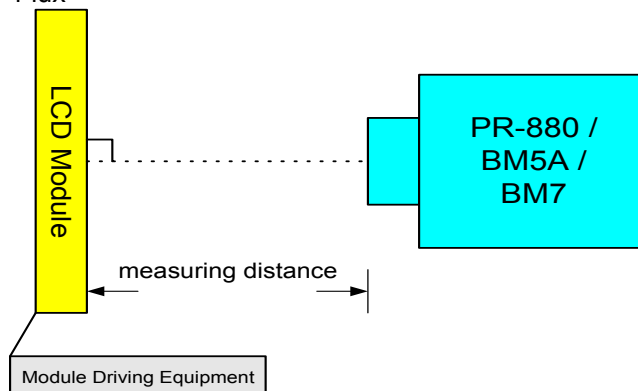 LCD Module
PR-880 /
BM5A /
BM7
measuring distance
Module Driving Equipment